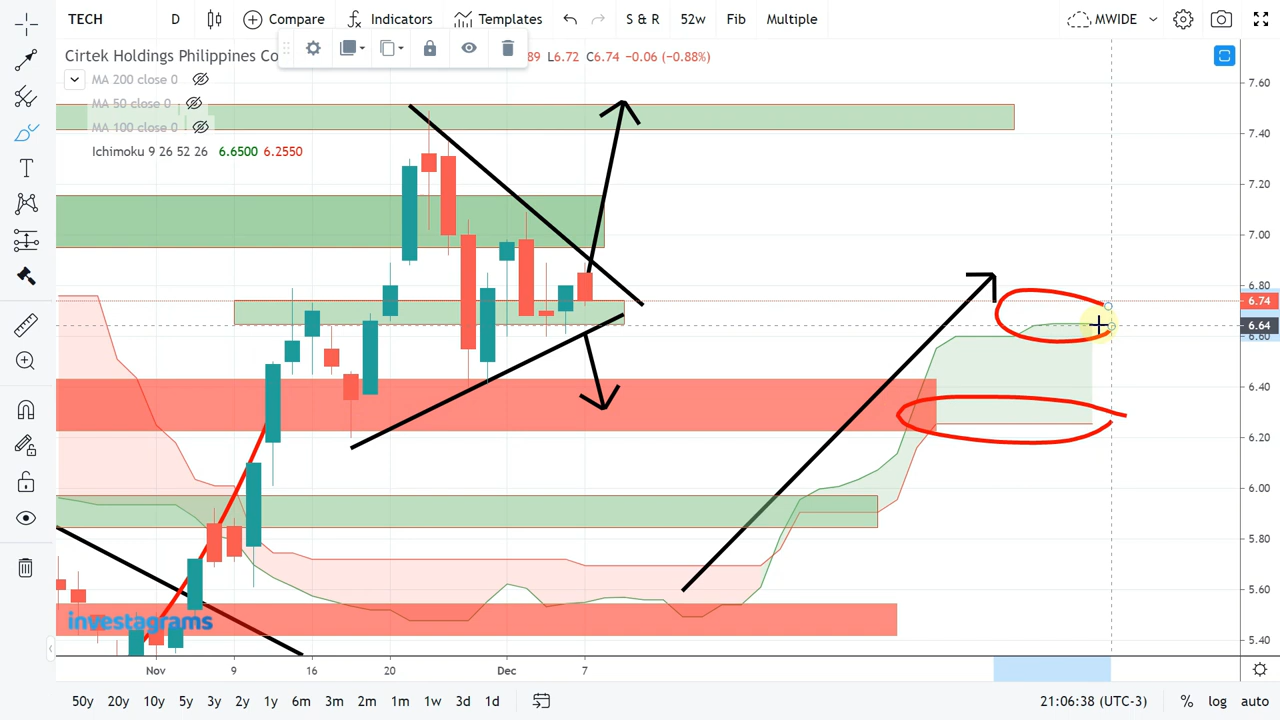 TECH D Compare Indicators Templates S & R 52w Fib Multiple MWIDE
Cirtek Holdings Philippines Co 89 L6.72 C6.74 −0.06 (−0.88%)
MA 200 close 0
MA 50 close 0
MA 100 close 0
Ichimoku 9 26 52 26 6.6500 6.2550
7.60
7.40
7.20
7.00
6.80
6.74
6.64
6.60
6.40
6.20
6.00
5.80
5.60
5.40
investagrams
Nov 9 16 20 Dec 7
50y 20y 10y 5y 3y 2y 1y 6m 3m 2m 1m 1w 3d 1d 21:06:38 (UTC-3) % log auto